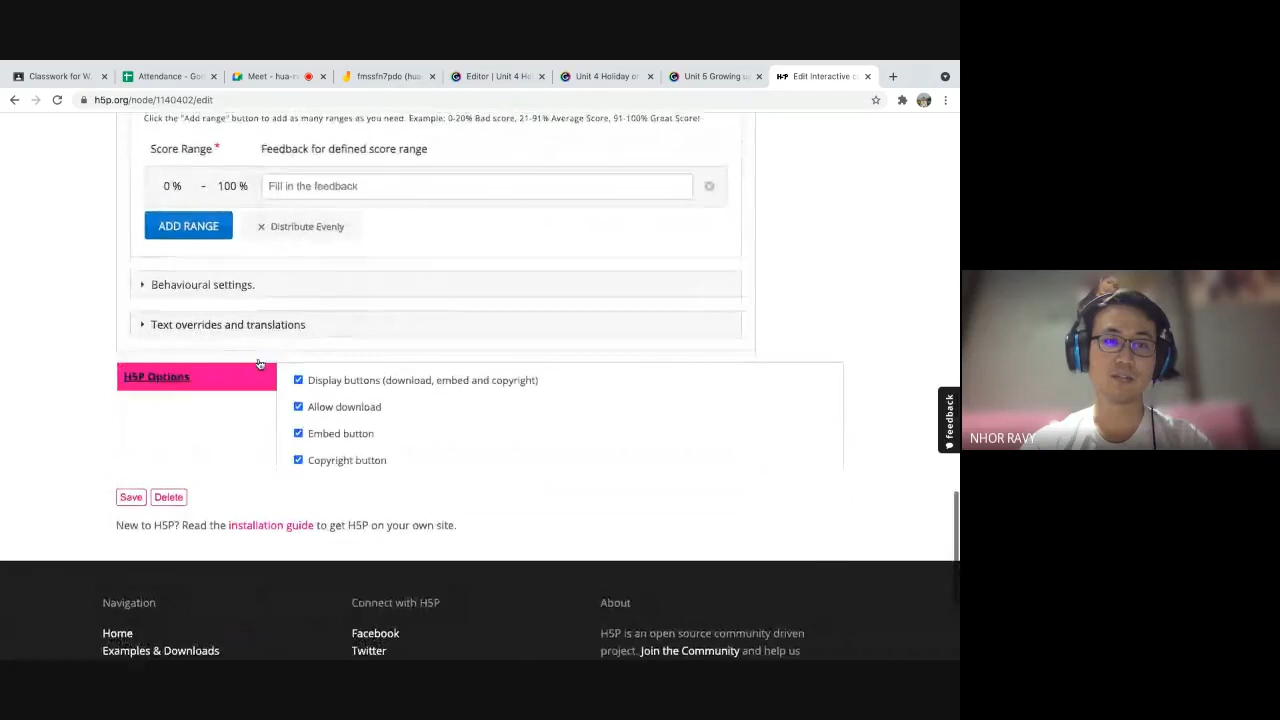 Classwork for W. Attendance - Goo Meet - hua-r fmssfn7pdo (hua Editor | Unit 4 Hol Unit 4 Holiday or Unit 5 Growing u H5P Edit Interactive c
h5p.org/node/1140402/edit
Click the "Add range" button to add as many ranges as you need. Example: 0-20% Bad score, 21-91% Average Score, 91-100% Great Score!
Score Range * Feedback for defined score range
0 % - 100 % Fill in the feedback
ADD RANGE Distribute Evenly
Behavioural settings.
Text overrides and translations
H5P Options
Display buttons (download, embed and copyright)
Allow download
Embed button
Copyright button
feedback
NHOR RAVY
Save Delete
New to H5P? Read the installation guide to get H5P on your own site.
Navigation Connect with H5P About
Home Facebook H5P is an open source community driven
Examples & Downloads Twitter project. Join the Community and help us